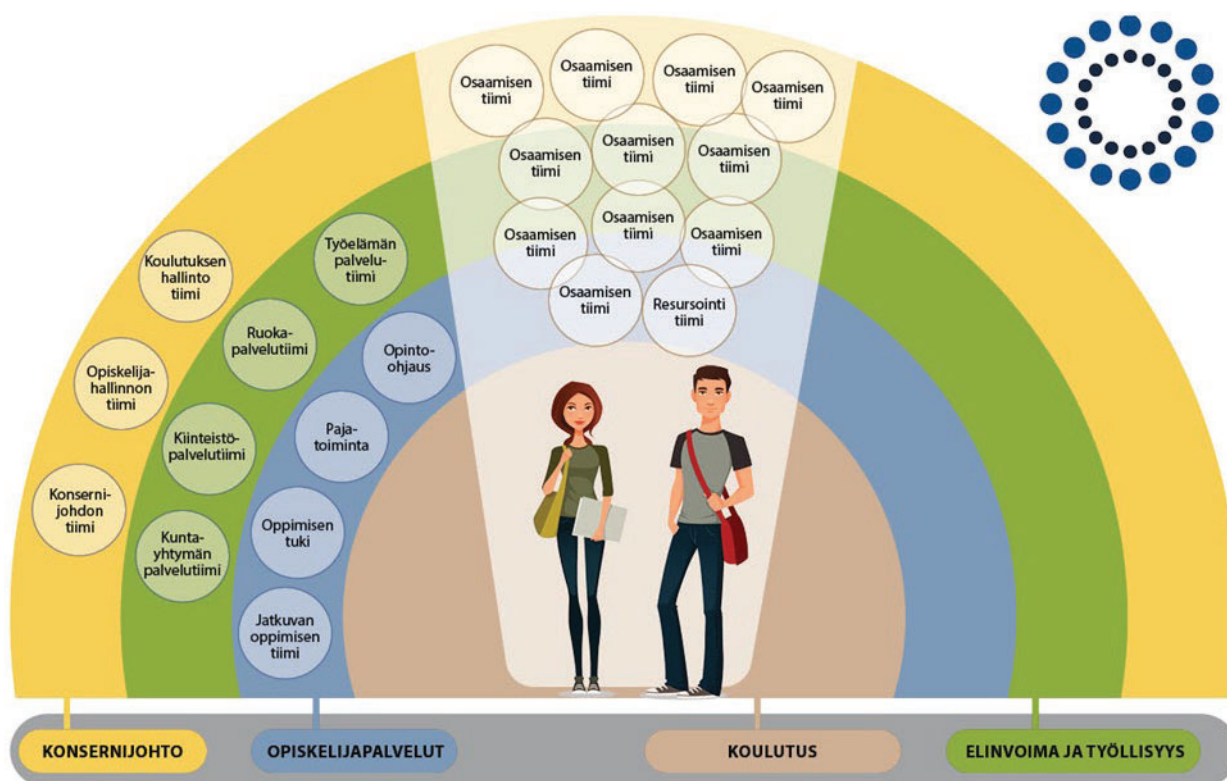 Osaamisen
tiimi
Osaamisen
tiimi
Osaamisen
tiimi
Osaamisen
tiimi
Osaamisen
tiimi
Osaamisen
tiimi
Osaamisen
tiimi
Osaamisen
tiimi
Osaamisen
tiimi
Osaamisen
tiimi
Osaamisen
tiimi
Resursointi
tiimi
Koulutuksen
hallinto
tiimi
Opiskelija-
hallinnon
tiimi
Konserni-
johdon
tiimi
Työelämän
palvelu-
tiimi
Ruoka-
palvelutiimi
Kiinteistö-
palvelutiimi
Kunta-
yhtymän
palvelutiimi
Opinto-
ohjaus
Paja-
toiminta
Oppimisen
tuki
Jatkuvan
oppimisen
tiimi
KONSERNIJOHTO
OPISKELIJAPALVELUT
KOULUTUS
ELINVOIMA JA TYÖLLISYYS